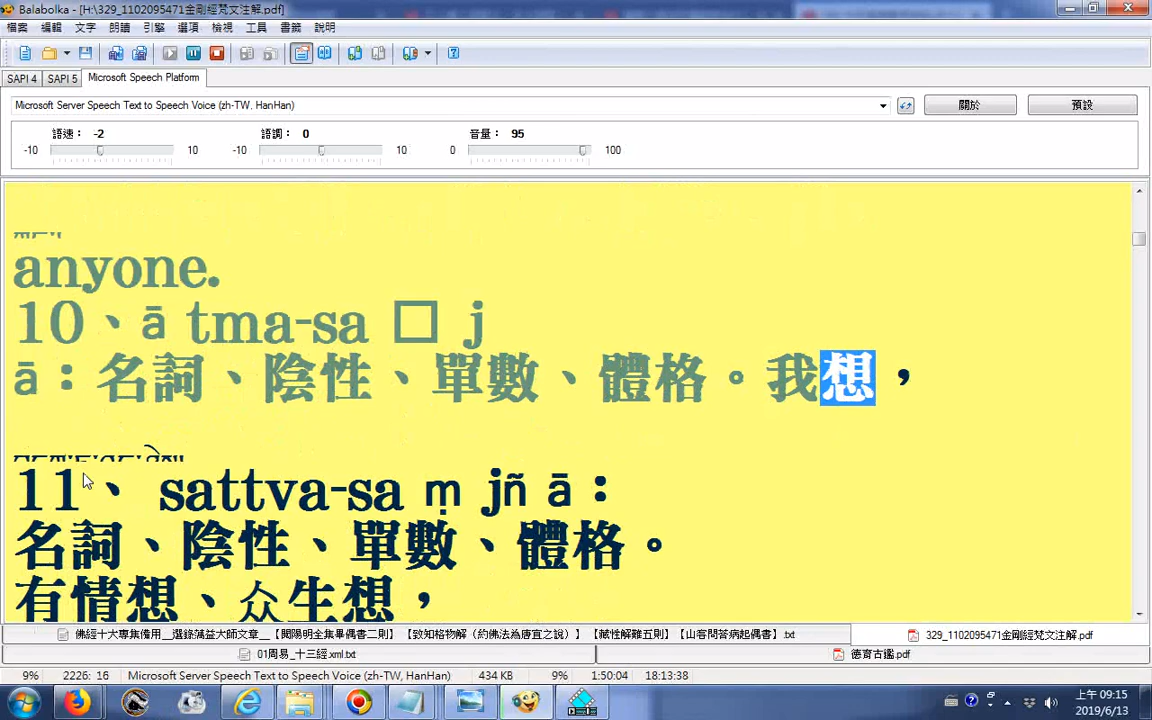 Balabolka - [H:\329_1102095471金剛經梵文注解.pdf]
檔案 編輯 文字 朗讀 引擎 選項 檢視 工具 書籤 說明
SAPI 4 SAPI 5 Microsoft Speech Platform
Microsoft Server Speech Text to Speech Voice (zh-TW, HanHan) 關於 預設
語速： -2 語調： 0 音量： 95
-10 10 -10 10 0 100
anyone.
10、ā tma-sa □ j
ā：名詞、陰性、單數、體格。我想，
11、 sattva-sa ṃ jñ ā：
名詞、陰性、單數、體格。
有情想、众生想，
佛經十大專集備用__選錄蕅益大師文章__【閱陽明全集畢偶書二則】【致知格物解（約佛法為唐宜之說）】【藏性解難五則】【山客問答病起偶書】.txt 329_1102095471金剛經梵文注解.pdf
01周易_十三經.xml.txt 德育古鑑.pdf
9% 2226: 16 Microsoft Server Speech Text to Speech Voice (zh-TW, HanHan) 434 KB 9% 1:50:04 18:13:38
上午 09:15
2019/6/13